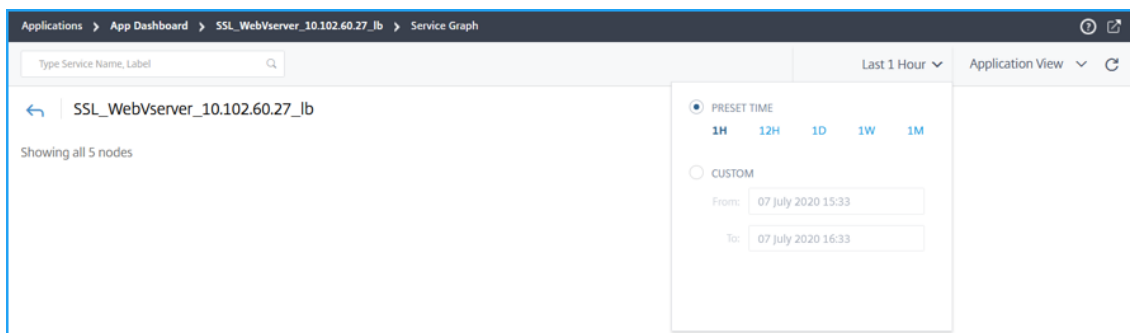 Applications > App Dashboard > SSL_WebVserver_10.102.60.27_lb > Service Graph
Type Service Name, Label
Last 1 Hour
Application View
SSL_WebVserver_10.102.60.27_lb
Showing all 5 nodes
PRESET TIME
1H 12H 1D 1W 1M
CUSTOM
From: 07 July 2020 15:33
To: 07 July 2020 16:33